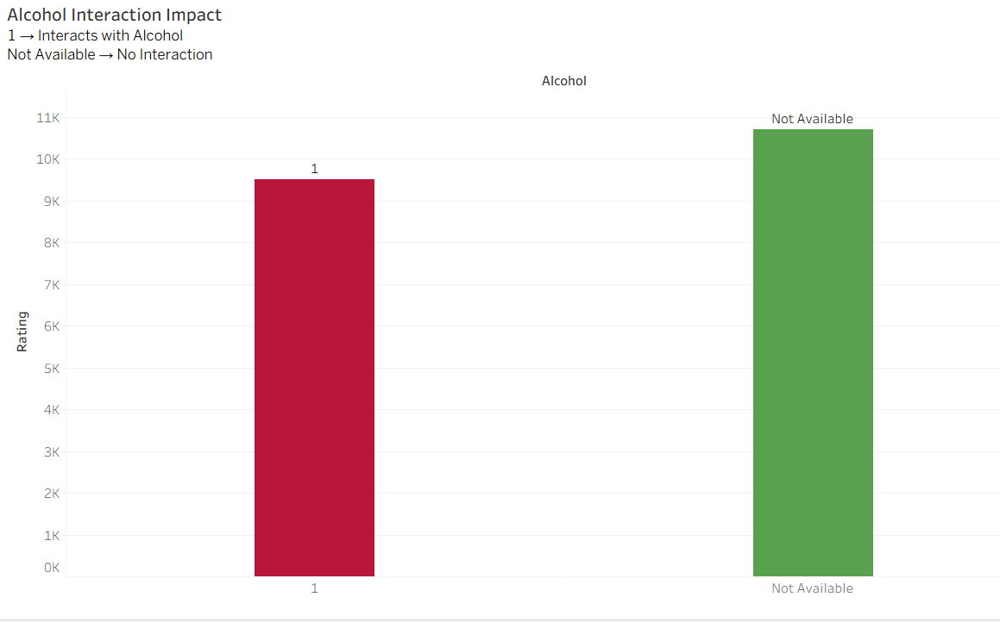 Alcohol Interaction Impact
1 → Interacts with Alcohol
Not Available → No Interaction
Alcohol
11K
10K
9K
8K
7K
6K
5K
4K
3K
2K
1K
0K
Rating
1
Not Available
1
Not Available